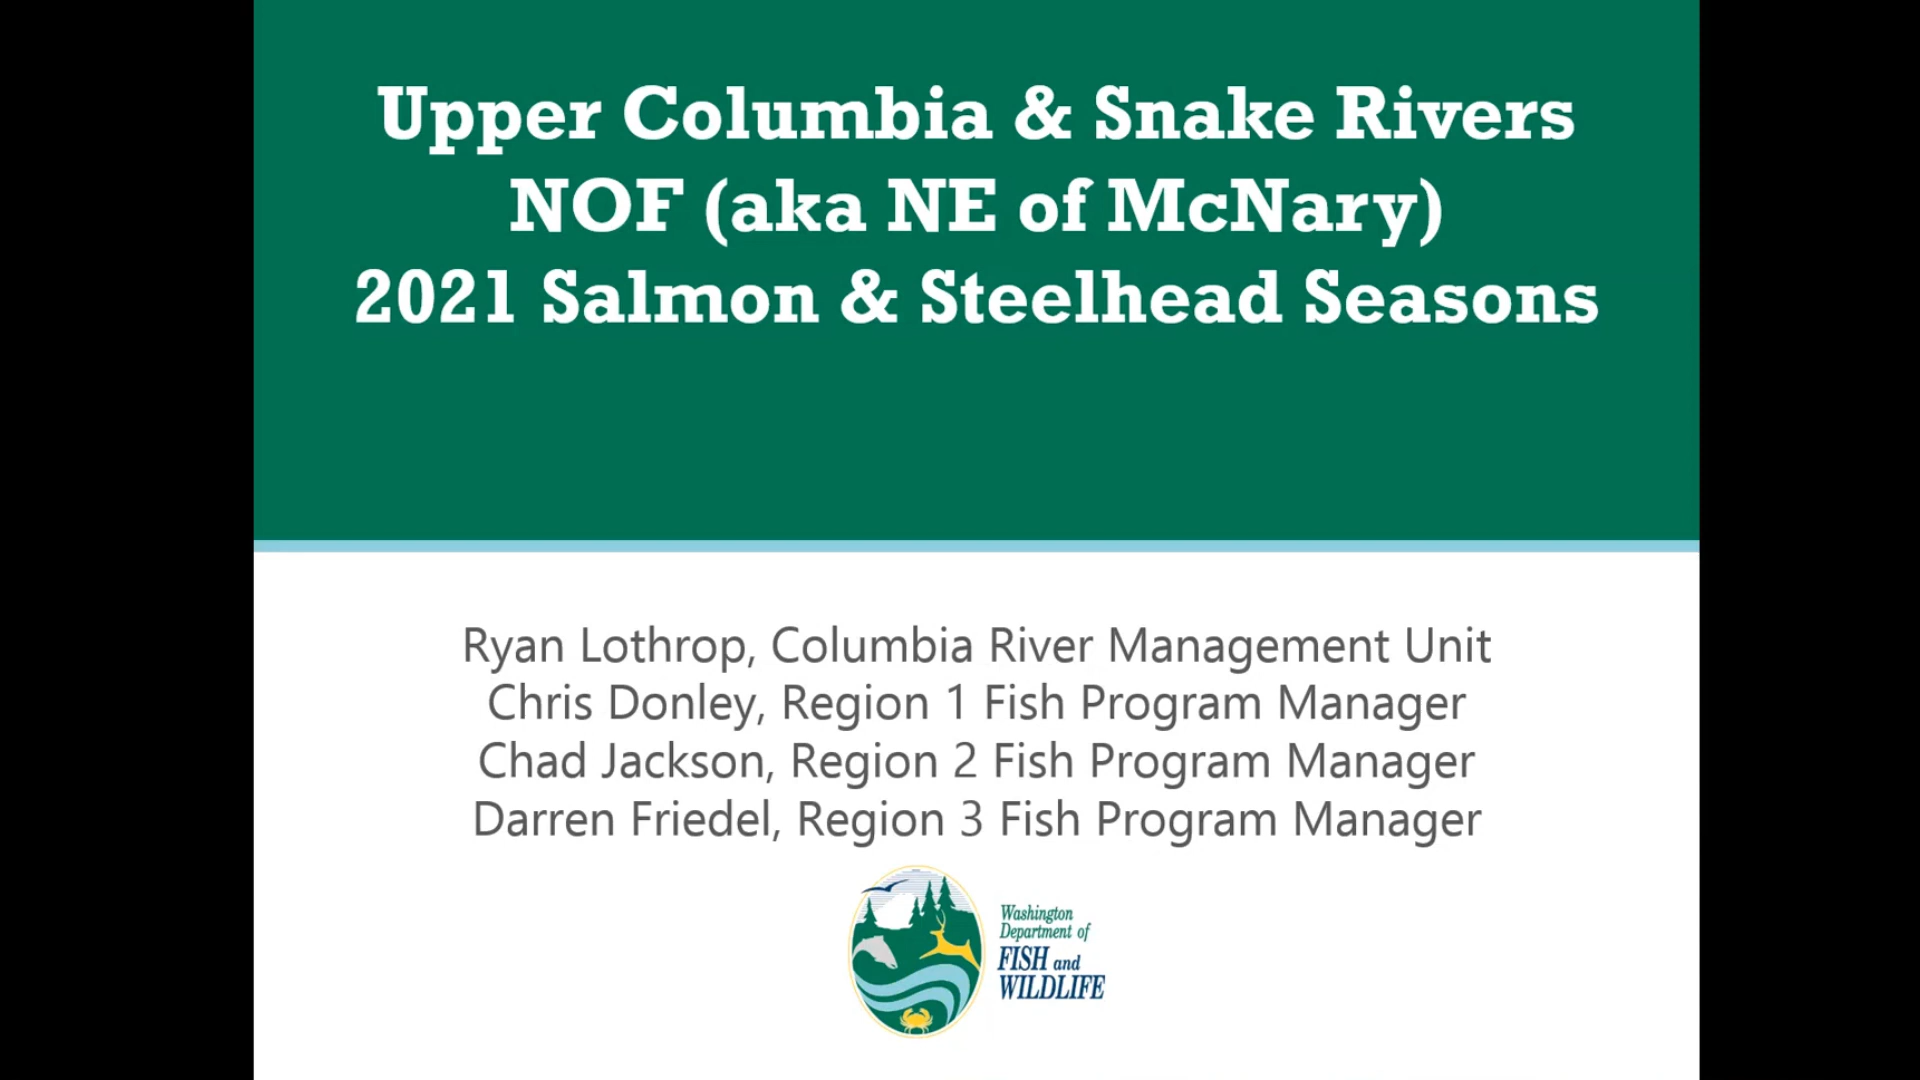 Upper Columbia & Snake Rivers
NOF (aka NE of McNary)
2021 Salmon & Steelhead Seasons
Ryan Lothrop, Columbia River Management Unit
Chris Donley, Region 1 Fish Program Manager
Chad Jackson, Region 2 Fish Program Manager
Darren Friedel, Region 3 Fish Program Manager
Washington
Department of
FISH and
WILDLIFE